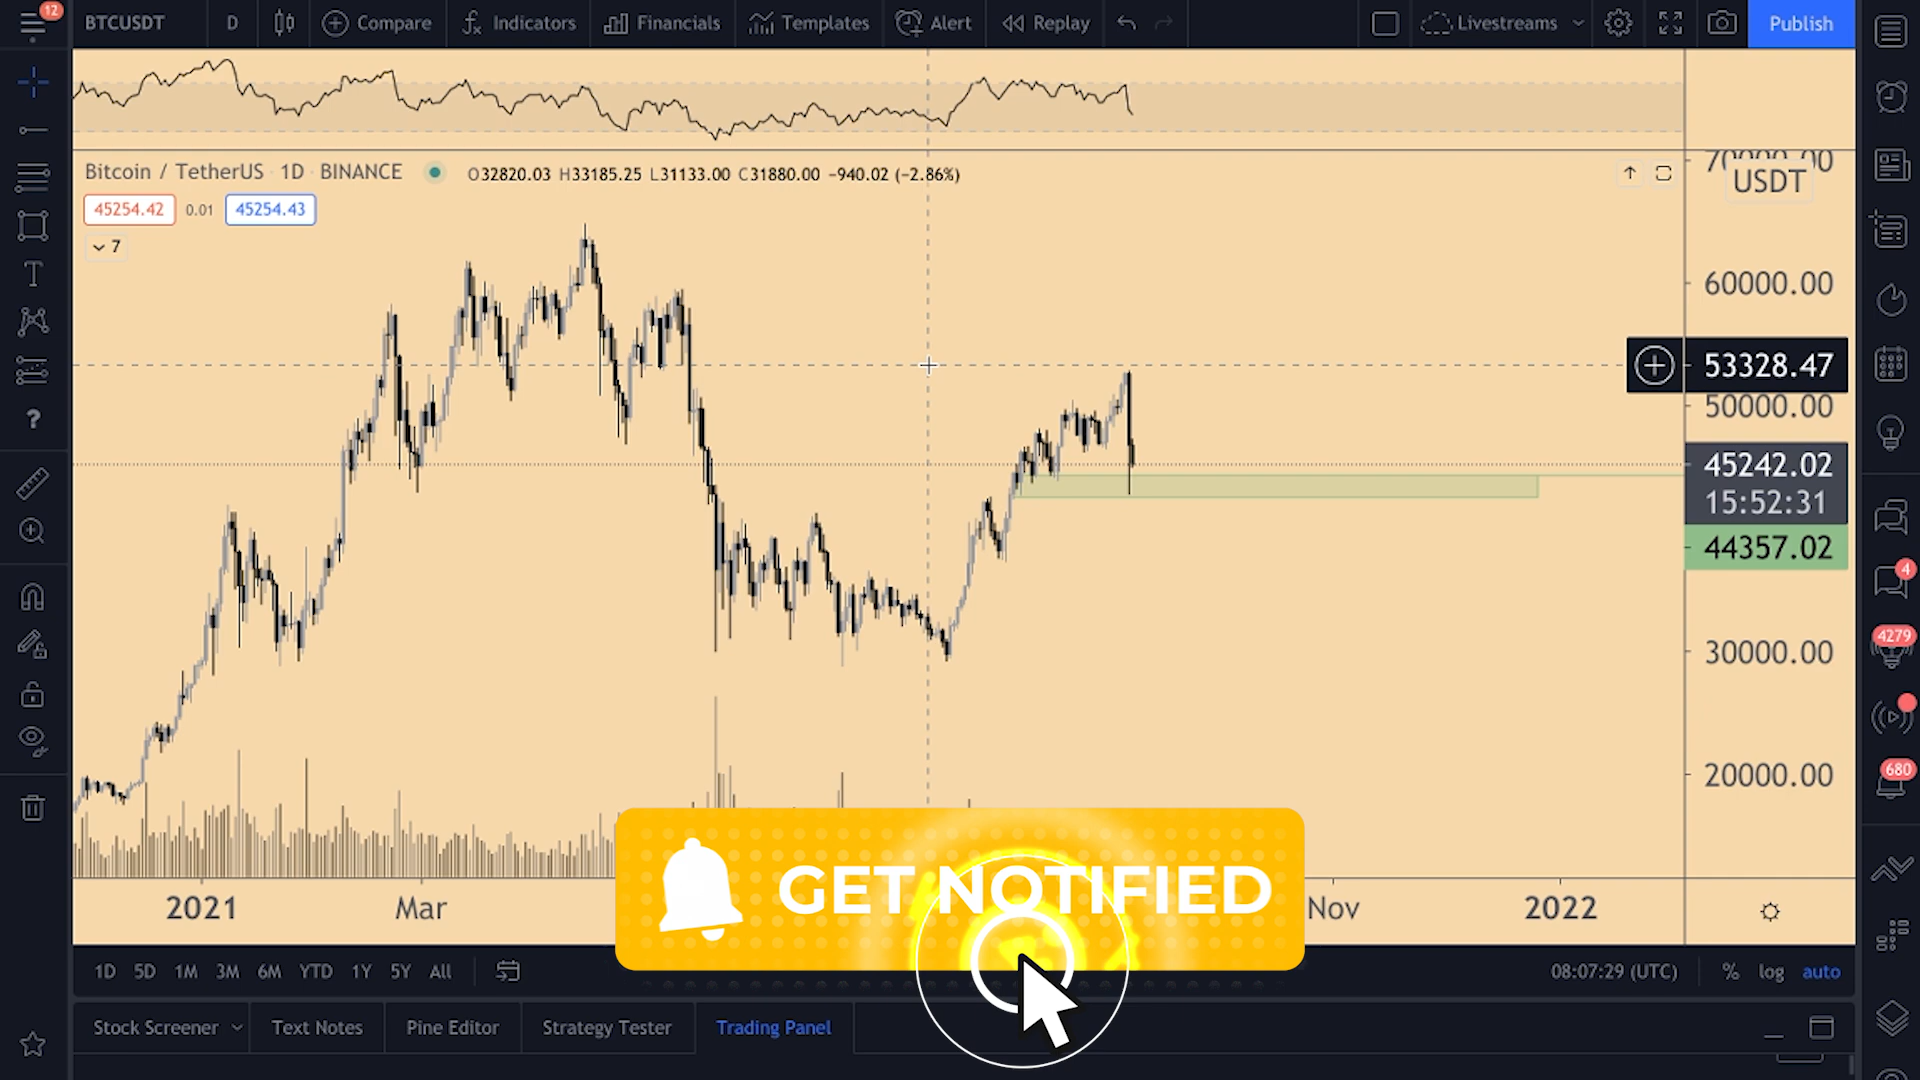 12
BTCUSDT D Compare Indicators Financials Templates Alert Replay Livestreams Publish
70000.00
USDT
Bitcoin / TetherUS · 1D · BINANCE O32820.03 H33185.25 L31133.00 C31880.00 −940.02 (−2.86%)
45254.42 0.01 45254.43
7
60000.00
53328.47
50000.00
45242.02
15:52:31
44357.02
30000.00
20000.00
4
4279
680
GET NOTIFIED
2021 Mar Nov 2022
1D 5D 1M 3M 6M YTD 1Y 5Y All 08:07:29 (UTC) % log auto
Stock Screener Text Notes Pine Editor Strategy Tester Trading Panel